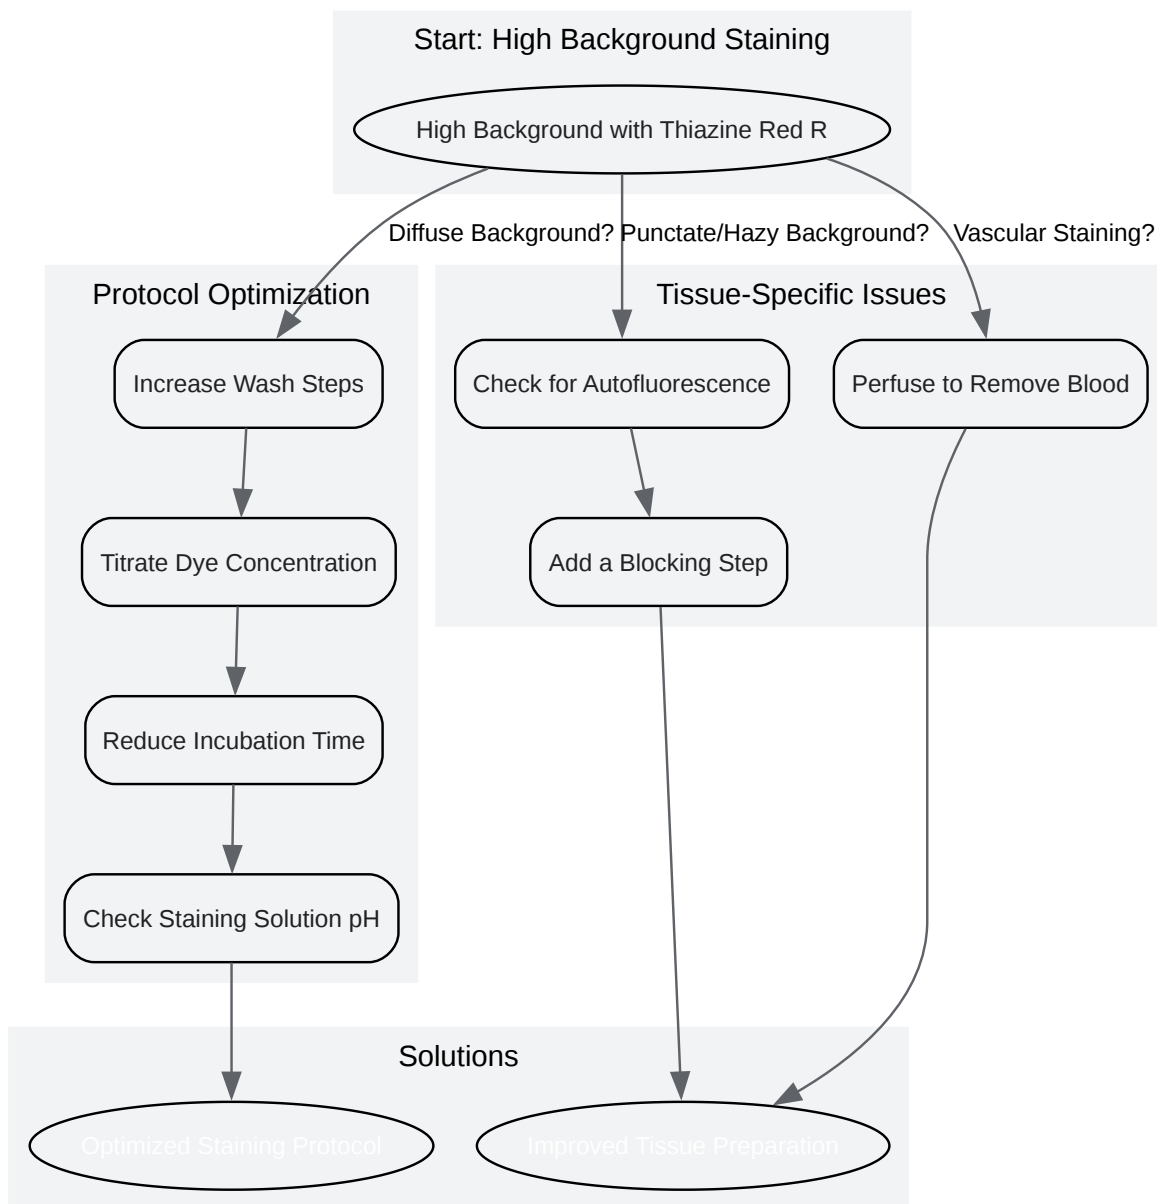 Start: High Background Staining
High Background with Thiazine Red R
Diffuse Background?
Punctate/Hazy Background?
Vascular Staining?
Protocol Optimization
Tissue-Specific Issues
Increase Wash Steps
Check for Autofluorescence
Perfuse to Remove Blood
Titrate Dye Concentration
Add a Blocking Step
Reduce Incubation Time
Check Staining Solution pH
Solutions
Optimized Staining Protocol
Improved Tissue Preparation